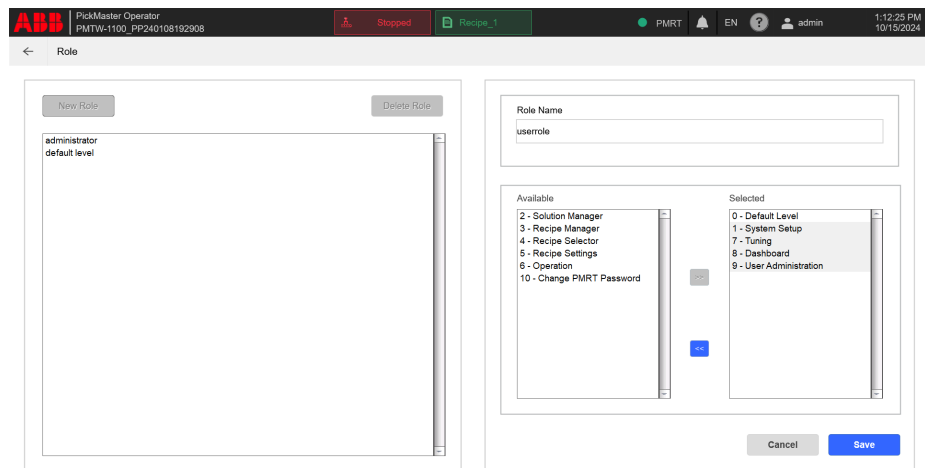 ABB
PickMaster Operator
PMTW-1100_PP240108192908
Stopped
Recipe_1
PMRT
EN
?
admin
1:12:25 PM
10/15/2024
Role
New Role
Delete Role
administrator
default level
Role Name
userrole
Available
2 - Solution Manager
3 - Recipe Manager
4 - Recipe Selector
5 - Recipe Settings
6 - Operation
10 - Change PMRT Password
>>
<<
Selected
0 - Default Level
1 - System Setup
7 - Tuning
8 - Dashboard
9 - User Administration
Cancel
Save